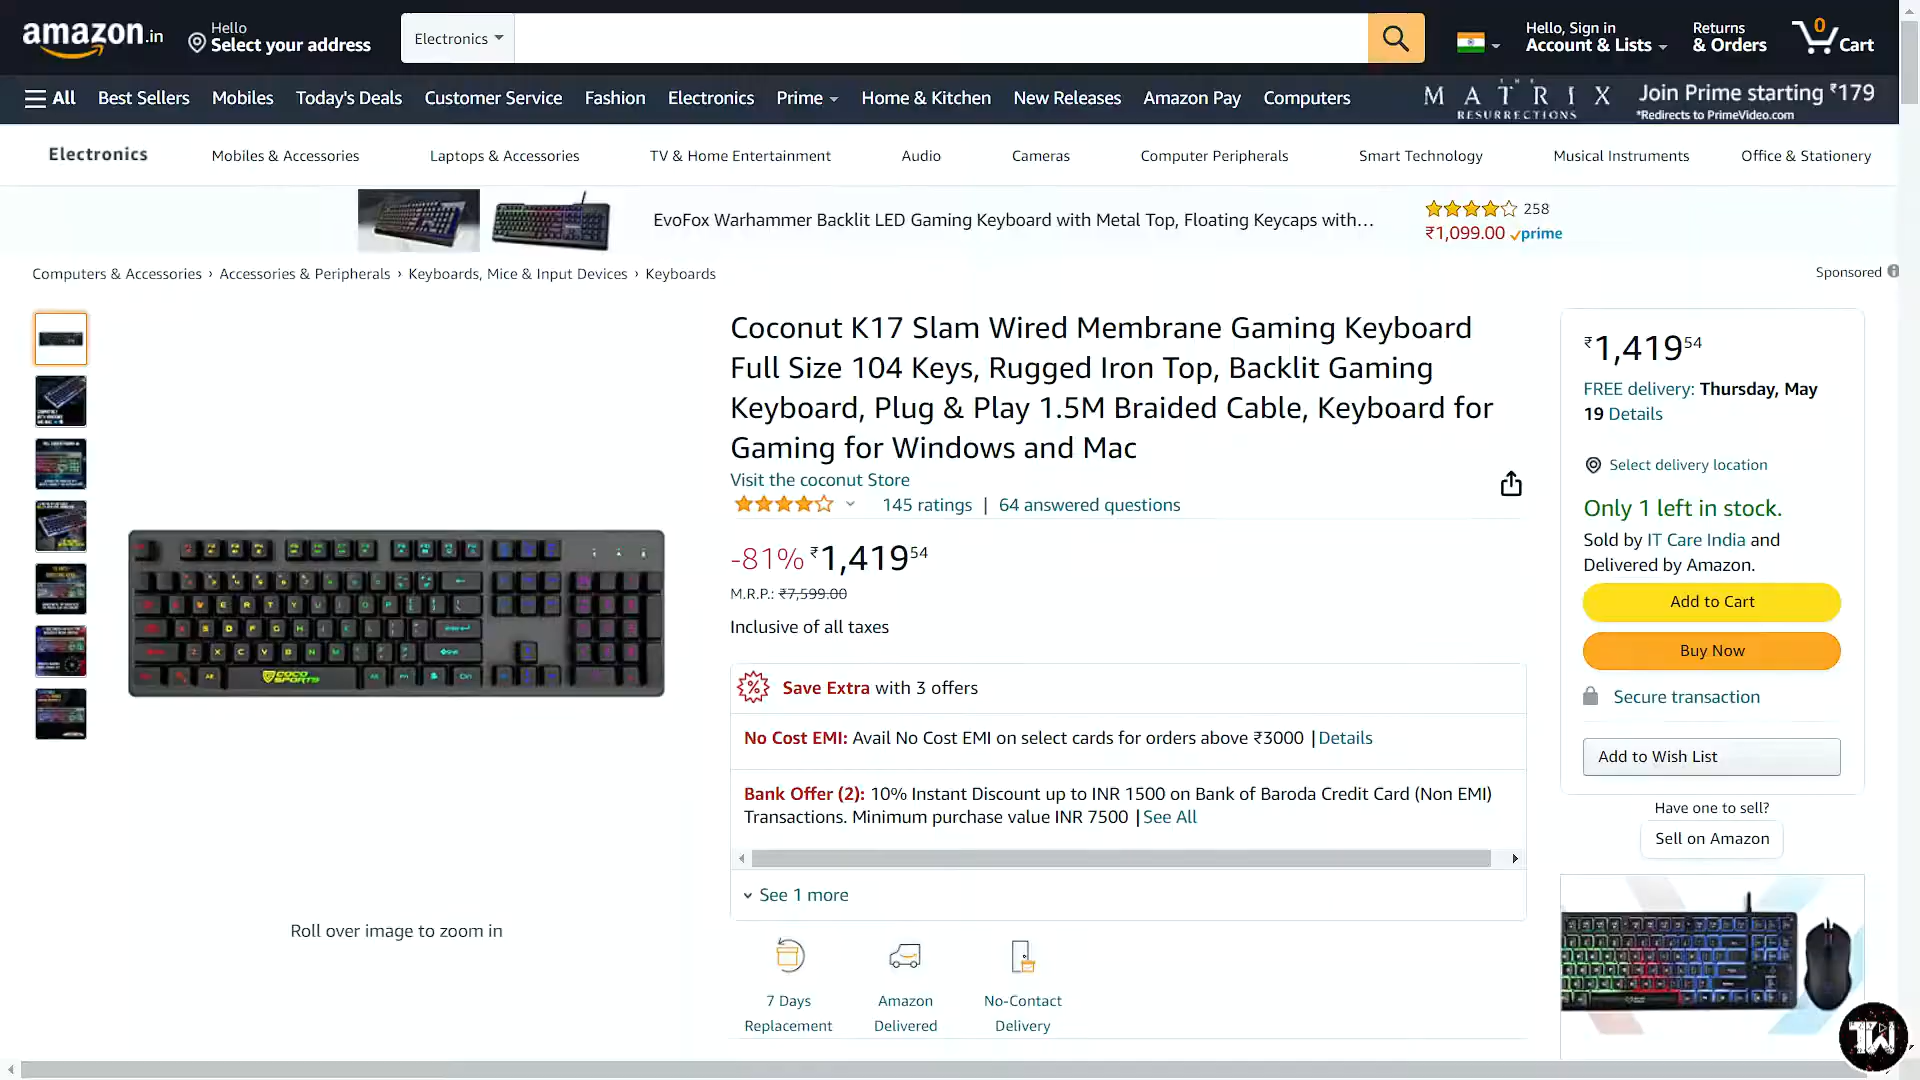 amazon.in
Hello
Select your address
Electronics
Hello, Sign in
Account & Lists
Returns
& Orders
0
Cart
All
Best Sellers
Mobiles
Today's Deals
Customer Service
Fashion
Electronics
Prime
Home & Kitchen
New Releases
Amazon Pay
Computers
THE
MATRIX
RESURRECTIONS
Join Prime starting ₹179
*Redirects to PrimeVideo.com
Electronics
Mobiles & Accessories
Laptops & Accessories
TV & Home Entertainment
Audio
Cameras
Computer Peripherals
Smart Technology
Musical Instruments
Office & Stationery
EvoFox Warhammer Backlit LED Gaming Keyboard with Metal Top, Floating Keycaps with…
258
₹1,099.00 prime
Computers & Accessories › Accessories & Peripherals › Keyboards, Mice & Input Devices › Keyboards
Sponsored
Coconut K17 Slam Wired Membrane Gaming Keyboard
Full Size 104 Keys, Rugged Iron Top, Backlit Gaming
Keyboard, Plug & Play 1.5M Braided Cable, Keyboard for
Gaming for Windows and Mac
Visit the coconut Store
145 ratings | 64 answered questions
-81% ₹1,41954
M.R.P.: ₹7,599.00
Inclusive of all taxes
Save Extra with 3 offers
No Cost EMI: Avail No Cost EMI on select cards for orders above ₹3000 |Details
Bank Offer (2): 10% Instant Discount up to INR 1500 on Bank of Baroda Credit Card (Non EMI)
Transactions. Minimum purchase value INR 7500 |See All
See 1 more
7 Days
Replacement
Amazon
Delivered
No-Contact
Delivery
COCO
SPORTS
Roll over image to zoom in
₹1,41954
FREE delivery: Thursday, May
19 Details
Select delivery location
Only 1 left in stock.
Sold by IT Care India and
Delivered by Amazon.
Add to Cart
Buy Now
Secure transaction
Add to Wish List
Have one to sell?
Sell on Amazon
TW